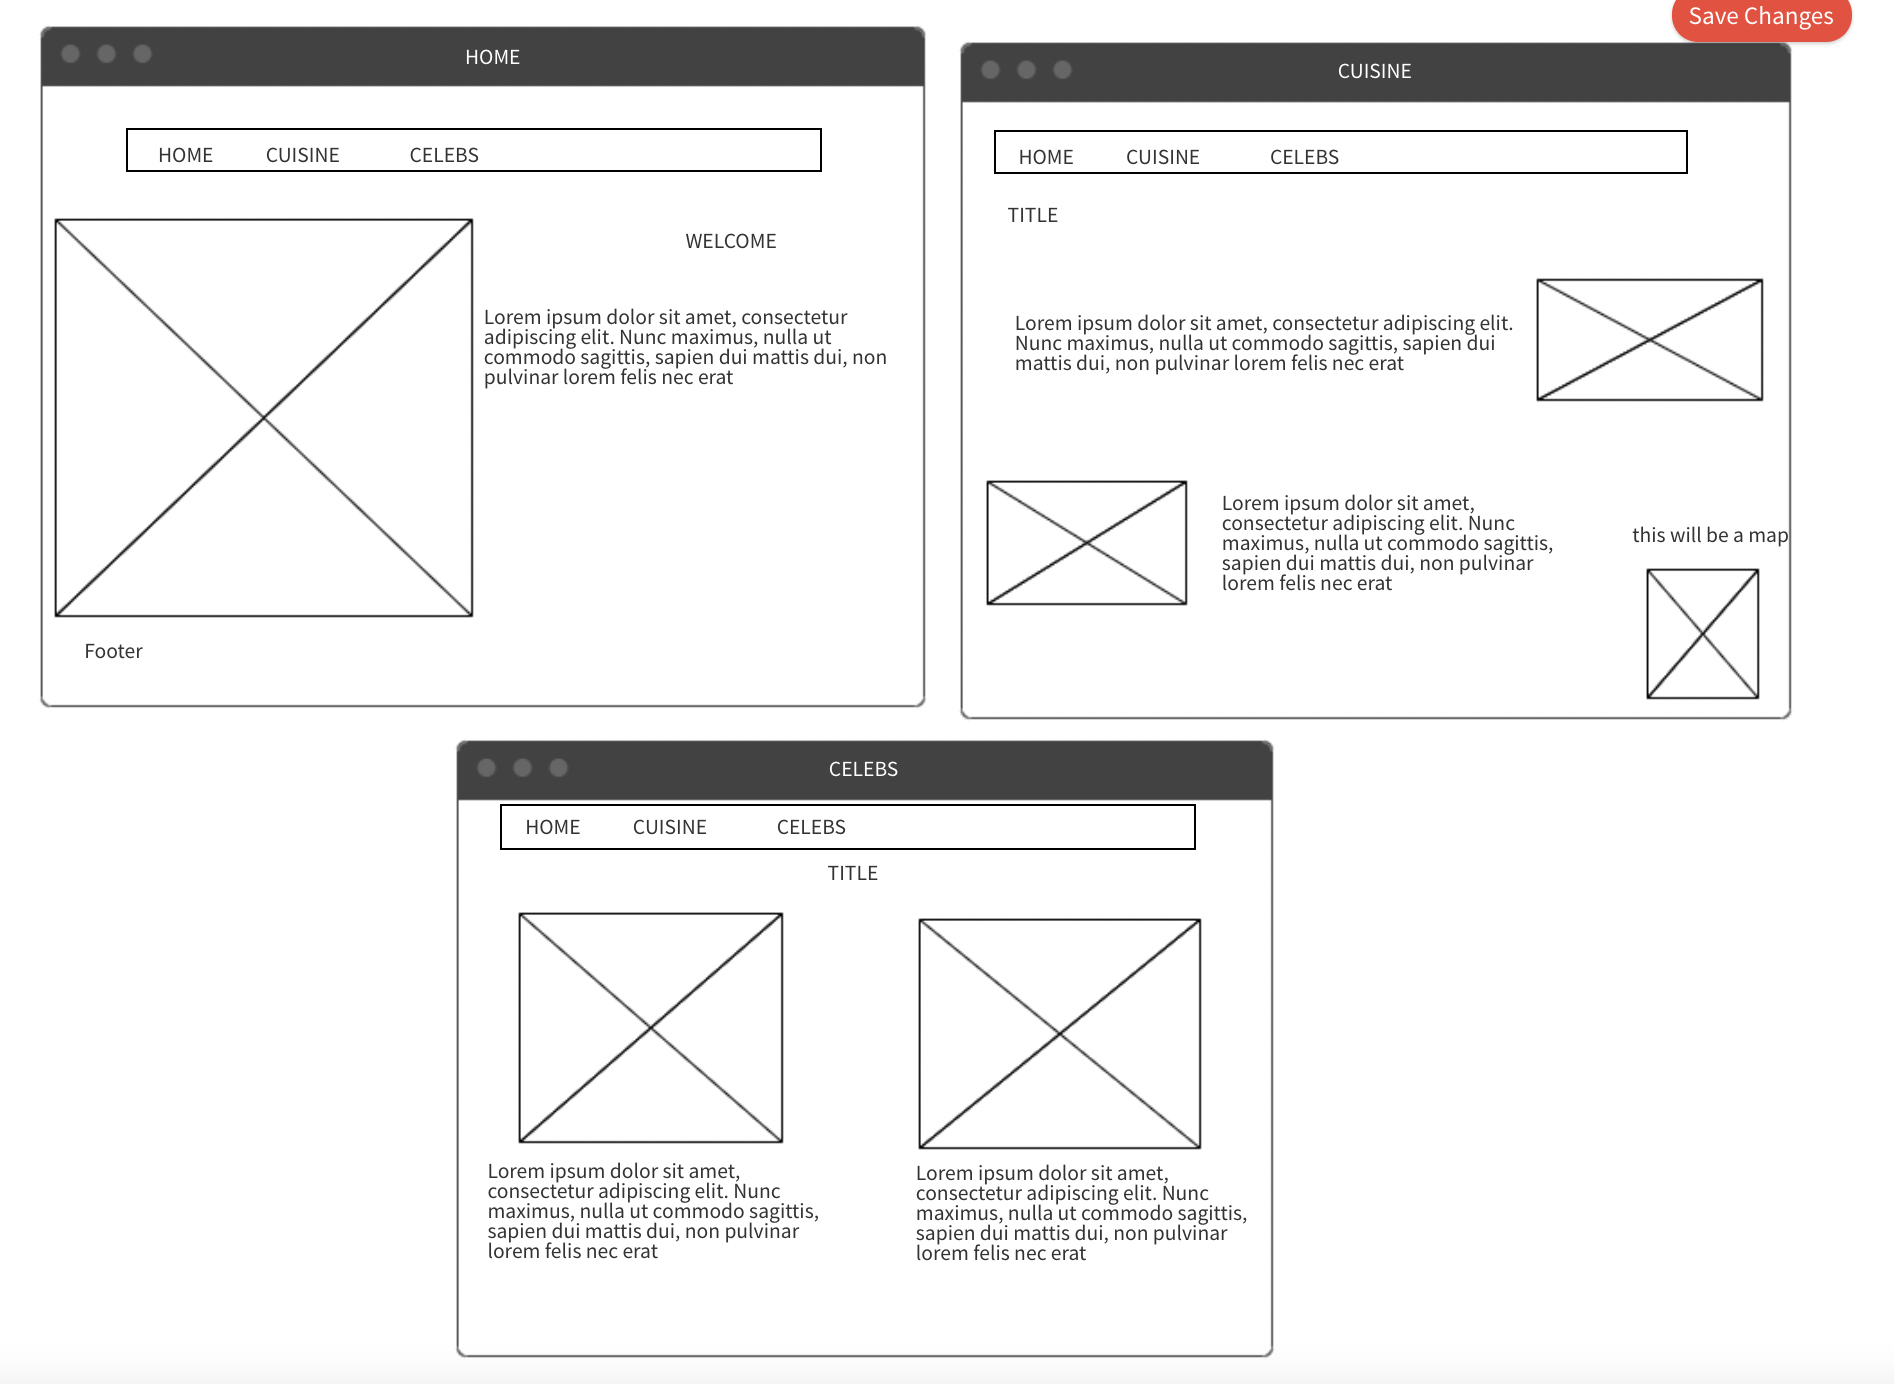 Save Changes
HOME
HOME CUISINE CELEBS
WELCOME
Lorem ipsum dolor sit amet, consectetur
adipiscing elit. Nunc maximus, nulla ut
commodo sagittis, sapien dui mattis dui, non
pulvinar lorem felis nec erat
Footer
CUISINE
HOME CUISINE CELEBS
TITLE
Lorem ipsum dolor sit amet, consectetur adipiscing elit.
Nunc maximus, nulla ut commodo sagittis, sapien dui
mattis dui, non pulvinar lorem felis nec erat
Lorem ipsum dolor sit amet,
consectetur adipiscing elit. Nunc
maximus, nulla ut commodo sagittis,
sapien dui mattis dui, non pulvinar
lorem felis nec erat
this will be a map
CELEBS
HOME CUISINE CELEBS
TITLE
Lorem ipsum dolor sit amet,
consectetur adipiscing elit. Nunc
maximus, nulla ut commodo sagittis,
sapien dui mattis dui, non pulvinar
lorem felis nec erat
Lorem ipsum dolor sit amet,
consectetur adipiscing elit. Nunc
maximus, nulla ut commodo sagittis,
sapien dui mattis dui, non pulvinar
lorem felis nec erat